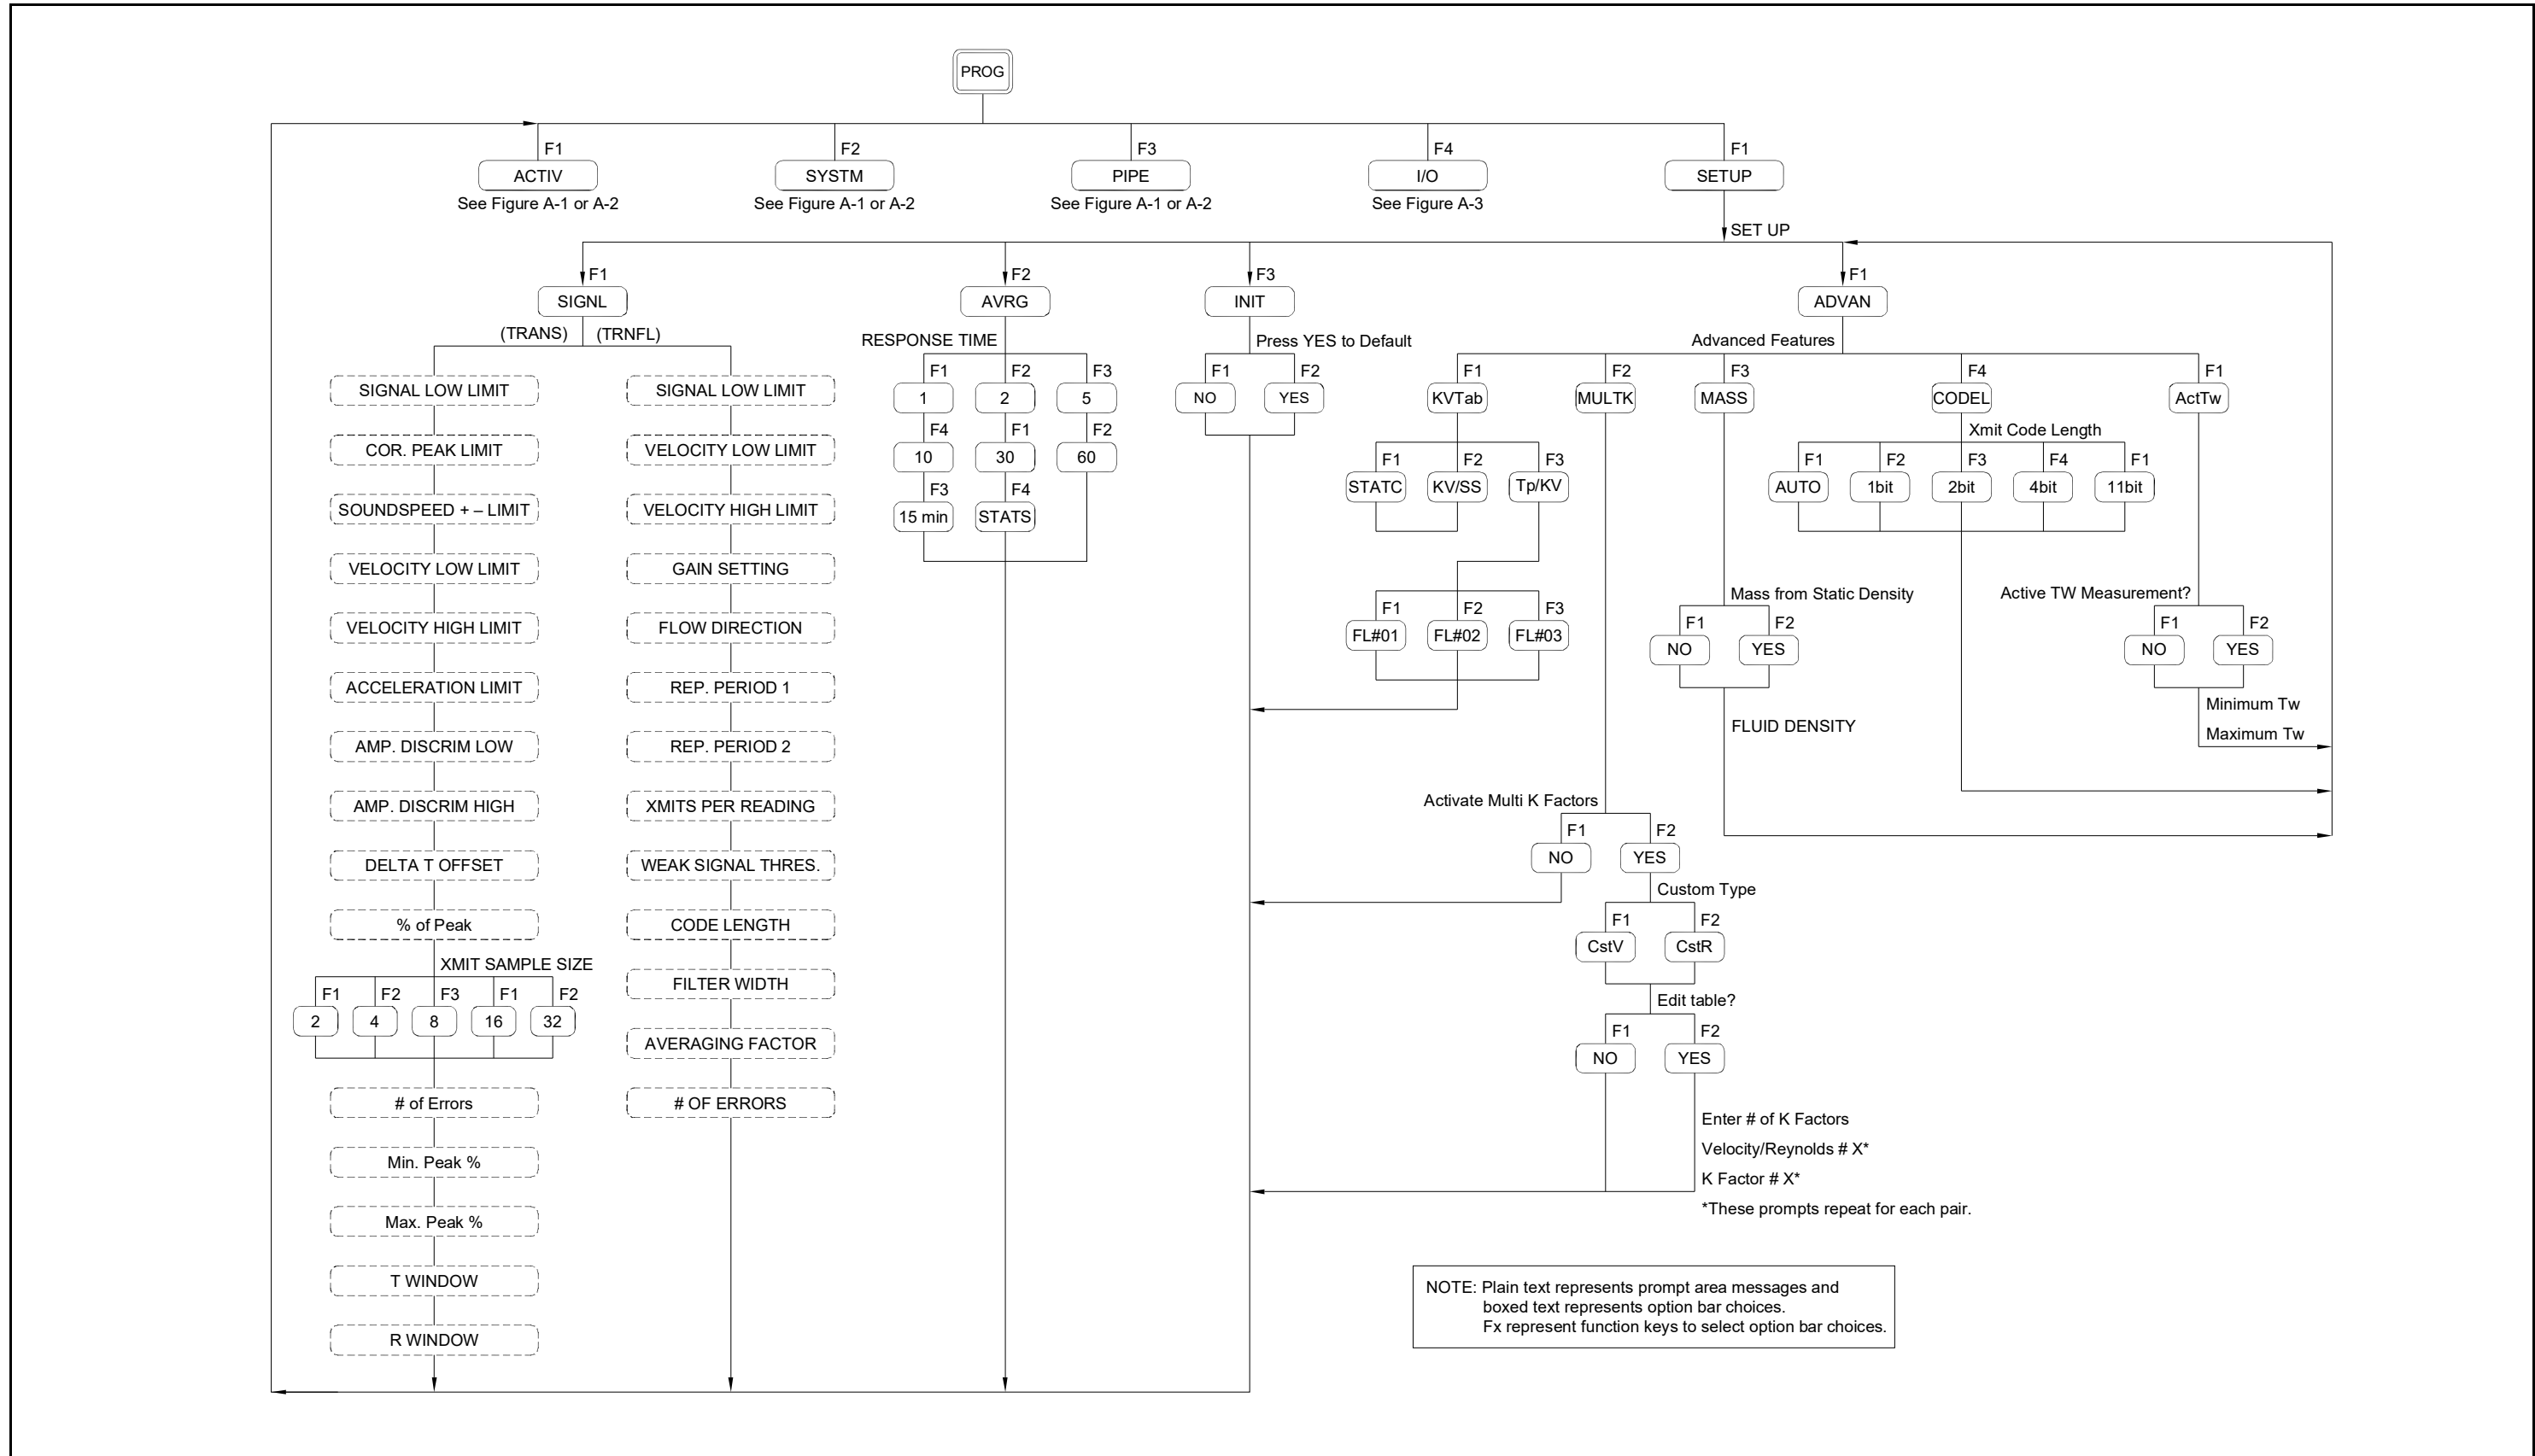 PROG
F1
F2
F3
F4
F1
ACTIV
SYSTM
PIPE
I/O
SETUP
See Figure A-1 or A-2
See Figure A-1 or A-2
See Figure A-1 or A-2
See Figure A-3
SET UP
F1
F2
F3
F1
SIGNL
AVRG
INIT
ADVAN
(TRANS)
(TRNFL)
SIGNAL LOW LIMIT
COR. PEAK LIMIT
SOUNDSPEED + – LIMIT
VELOCITY LOW LIMIT
VELOCITY HIGH LIMIT
ACCELERATION LIMIT
AMP. DISCRIM LOW
AMP. DISCRIM HIGH
DELTA T OFFSET
% of Peak
XMIT SAMPLE SIZE
F1
F2
F3
F1
F2
2
4
8
16
32
# of Errors
Min. Peak %
Max. Peak %
T WINDOW
R WINDOW
SIGNAL LOW LIMIT
VELOCITY LOW LIMIT
VELOCITY HIGH LIMIT
GAIN SETTING
FLOW DIRECTION
REP. PERIOD 1
REP. PERIOD 2
XMITS PER READING
WEAK SIGNAL THRES.
CODE LENGTH
FILTER WIDTH
AVERAGING FACTOR
# OF ERRORS
RESPONSE TIME
F1
F2
F3
1
2
5
F4
F1
F2
10
30
60
F3
F4
15 min
STATS
Press YES to Default
F1
F2
NO
YES
Advanced Features
F1
F2
F3
F4
F1
KVTab
MULTK
MASS
CODEL
ActTw
F1
F2
F3
STATC
KV/SS
Tp/KV
F1
F2
F3
FL#01
FL#02
FL#03
Activate Multi K Factors
F1
F2
NO
YES
Custom Type
F1
F2
CstV
CstR
Edit table?
F1
F2
NO
YES
Enter # of K Factors
Velocity/Reynolds # X*
K Factor # X*
*These prompts repeat for each pair.
Mass from Static Density
F1
F2
NO
YES
FLUID DENSITY
Xmit Code Length
F1
F2
F3
F4
F1
AUTO
1bit
2bit
4bit
11bit
Active TW Measurement?
F1
F2
NO
YES
Minimum Tw
Maximum Tw
NOTE: Plain text represents prompt area messages and
boxed text represents option bar choices.
Fx represent function keys to select option bar choices.